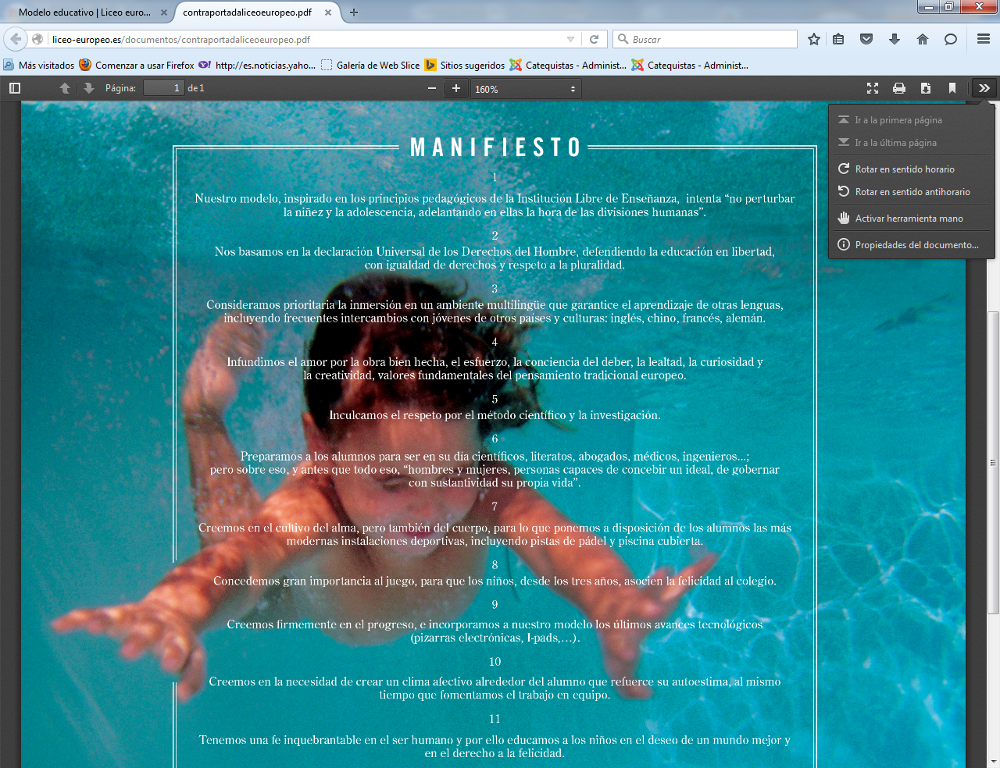 Modelo educativo | Liceo euro...
contraportadaliceoeuropeo.pdf
liceo-europeo.es/documentos/contraportadaliceoeuropeo.pdf
Buscar
Más visitados
Comenzar a usar Firefox
http://es.noticias.yaho...
Galería de Web Slice
Sitios sugeridos
Catequistas - Administ...
Catequistas - Administ...
Página: 1 de 1
160%
Ir a la primera página
Ir a la última página
Rotar en sentido horario
Rotar en sentido antihorario
Activar herramienta mano
Propiedades del documento...
MANIFIESTO
1
Nuestro modelo, inspirado en los principios pedagógicos de la Institución Libre de Enseñanza, intenta “no perturbar
la niñez y la adolescencia, adelantando en ellas la hora de las divisiones humanas”.
2
Nos basamos en la declaración Universal de los Derechos del Hombre, defendiendo la educación en libertad,
con igualdad de derechos y respeto a la pluralidad.
3
Consideramos prioritaria la inmersión en un ambiente multilingüe que garantice el aprendizaje de otras lenguas,
incluyendo frecuentes intercambios con jóvenes de otros países y culturas: inglés, chino, francés, alemán.
4
Infundimos el amor por la obra bien hecha, el esfuerzo, la conciencia del deber, la lealtad, la curiosidad y
la creatividad, valores fundamentales del pensamiento tradicional europeo.
5
Inculcamos el respeto por el método científico y la investigación.
6
Preparamos a los alumnos para ser en su día científicos, literatos, abogados, médicos, ingenieros...;
pero sobre eso, y antes que todo eso, “hombres y mujeres, personas capaces de concebir un ideal, de gobernar
con sustantividad su propia vida”.
7
Creemos en el cultivo del alma, pero también del cuerpo, para lo que ponemos a disposición de los alumnos las más
modernas instalaciones deportivas, incluyendo pistas de pádel y piscina cubierta.
8
Concedemos gran importancia al juego, para que los niños, desde los tres años, asocien la felicidad al colegio.
9
Creemos firmemente en el progreso, e incorporamos a nuestro modelo los últimos avances tecnológicos
(pizarras electrónicas, I-pads,...).
10
Creemos en la necesidad de crear un clima afectivo alrededor del alumno que refuerce su autoestima, al mismo
tiempo que fomentamos el trabajo en equipo.
11
Tenemos una fe inquebrantable en el ser humano y por ello educamos a los niños en el deseo de un mundo mejor y
en el derecho a la felicidad.